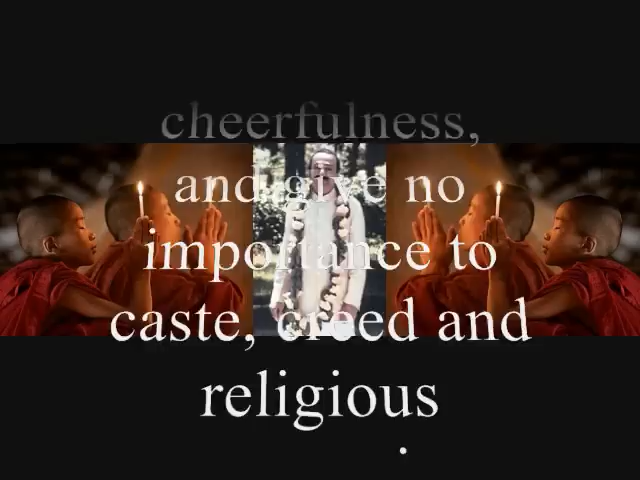 cheerfulness,
and give no
importance to
caste, creed and
religious